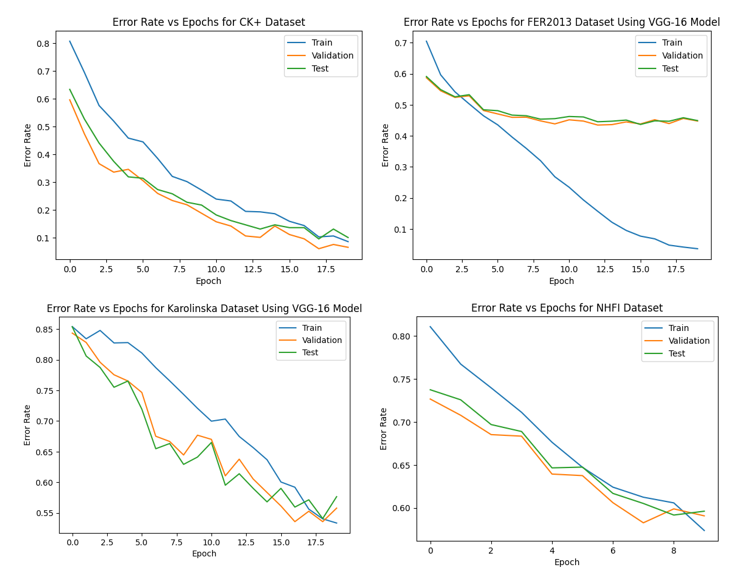 Error Rate vs Epochs for CK+ Dataset
0.8
0.7
0.6
0.5
0.4
0.3
0.2
0.1
Error Rate
Train
Validation
Test
0.0 2.5 5.0 7.5 10.0 12.5 15.0 17.5
Epoch
Error Rate vs Epochs for FER2013 Dataset Using VGG-16 Model
0.7
0.6
0.5
0.4
0.3
0.2
0.1
Error Rate
Train
Validation
Test
0.0 2.5 5.0 7.5 10.0 12.5 15.0 17.5
Epoch
Error Rate vs Epochs for Karolinska Dataset Using VGG-16 Model
0.85
0.80
0.75
0.70
0.65
0.60
0.55
Error Rate
Train
Validation
Test
0.0 2.5 5.0 7.5 10.0 12.5 15.0 17.5
Epoch
Error Rate vs Epochs for NHFI Dataset
0.80
0.75
0.70
0.65
0.60
Error Rate
Train
Validation
Test
0 2 4 6 8
Epoch